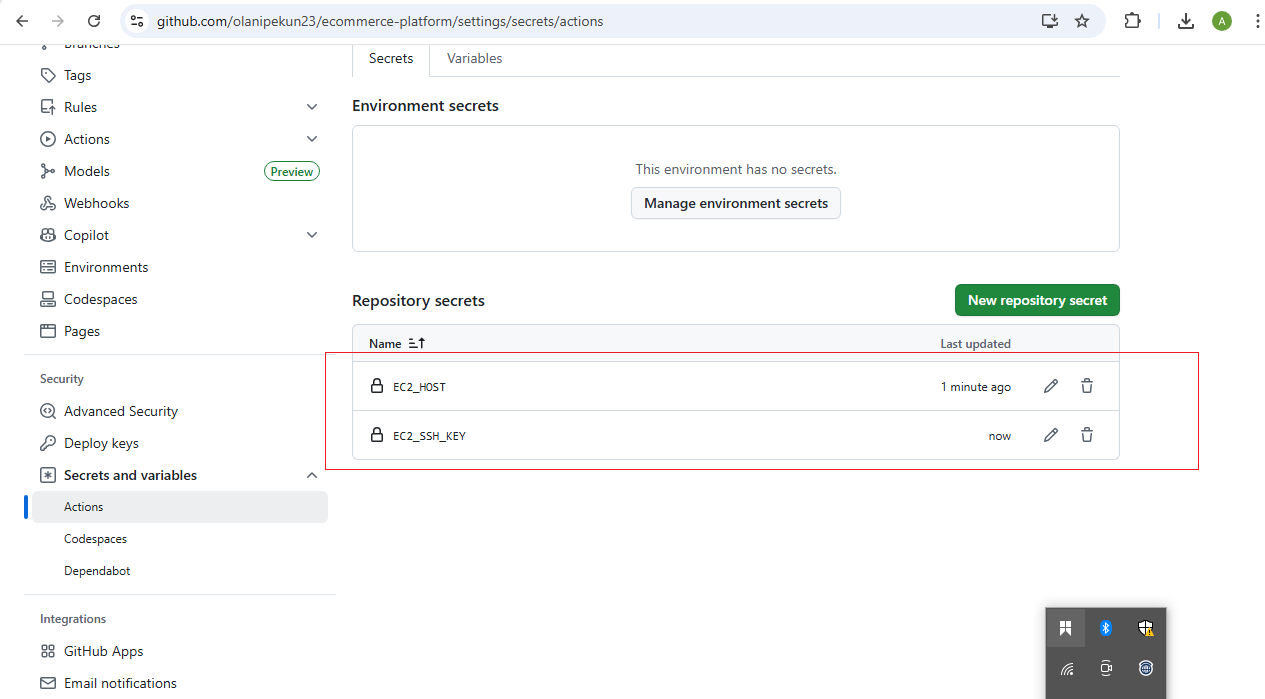 github.com/olanipekun23/ecommerce-platform/settings/secrets/actions
A
Branches
Tags
Rules
Actions
Models Preview
Webhooks
Copilot
Environments
Codespaces
Pages
Security
Advanced Security
Deploy keys
Secrets and variables
Actions
Codespaces
Dependabot
Integrations
GitHub Apps
Email notifications
Secrets Variables
Environment secrets
This environment has no secrets.
Manage environment secrets
Repository secrets New repository secret
Name Last updated
EC2_HOST 1 minute ago
EC2_SSH_KEY now